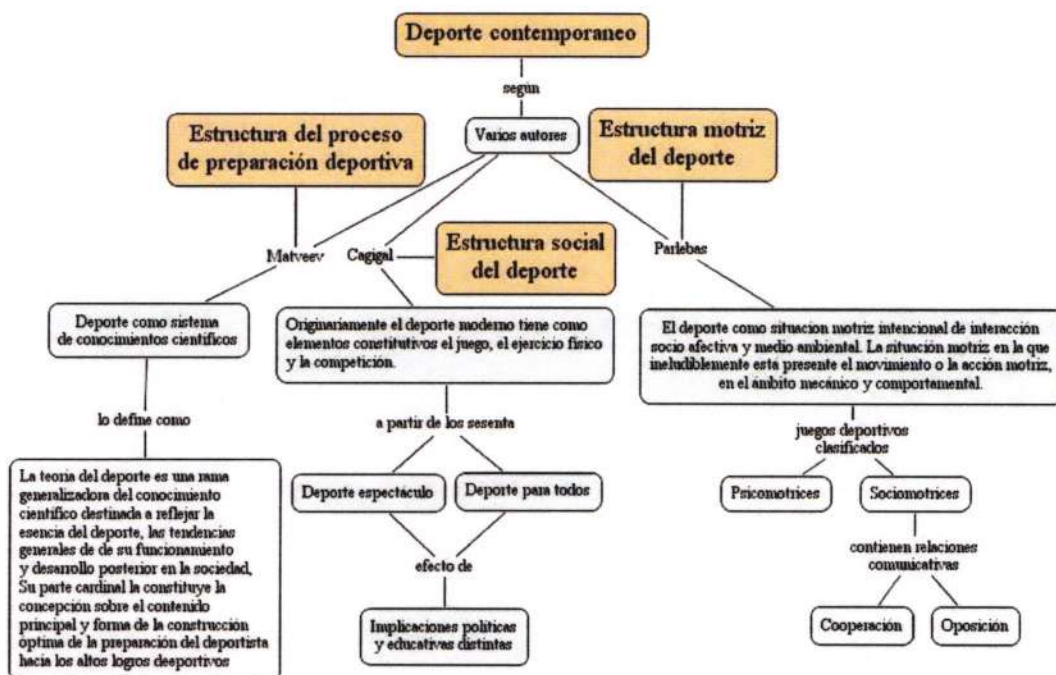 Deporte contemporaneo
según
Varios autores
Estructura del proceso
de preparación deportiva
Estructura motriz
del deporte
Matveev
Cagigal
Estructura social
del deporte
Parlebas
Deporte como sistema
de conocimientos científicos
Originariamente el deporte moderno tiene como
elementos constitutivos el juego, el ejercicio físico
y la competición.
El deporte como situacion motriz intencional de interacción
socio afectiva y medio ambiental. La situación motriz en la que
ineludiblemente está presente el movimiento o la acción motriz,
en el ámbito mecánico y comportamental.
lo define como
a partir de los sesenta
juegos deportivos
clasificados
La teoria del deporte es una rama
generalizadora del conocimiento
científico destinada a reflejar la
esencia del deporte, las tendencias
generales de de su funcionamiento
y desarrollo posterior en la sociedad,
Su parte cardinal la constituye la
concepción sobre el contenido
principal y forma de la construcción
óptima de la preparación del deportista
hacia los altos logros deeportivos
Deporte espectáculo
Deporte para todos
Psicomotrices
Sociomotrices
efecto de
contienen relaciones
comunicativas
Implicaciones políticas
y educativas distintas
Cooperación
Oposición